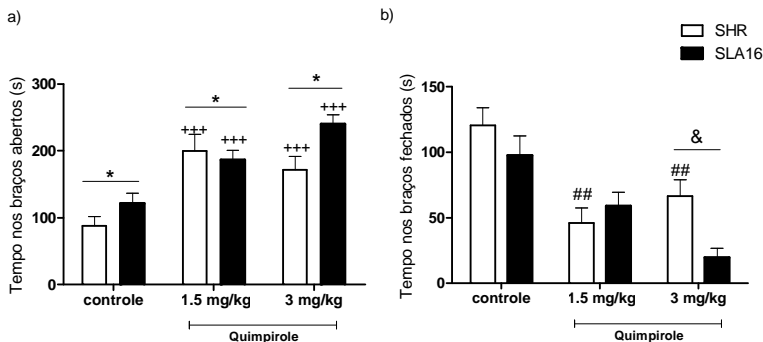 a)
b)
SHR
SLA16
Tempo nos braços abertos (s)
300
200
100
0
*
*
*
+++
+++
+++
+++
controle
1.5 mg/kg
3 mg/kg
Quimpirole
Tempo nos braços fechados (s)
150
100
50
0
##
##
&
controle
1.5 mg/kg
3 mg/kg
Quimpirole